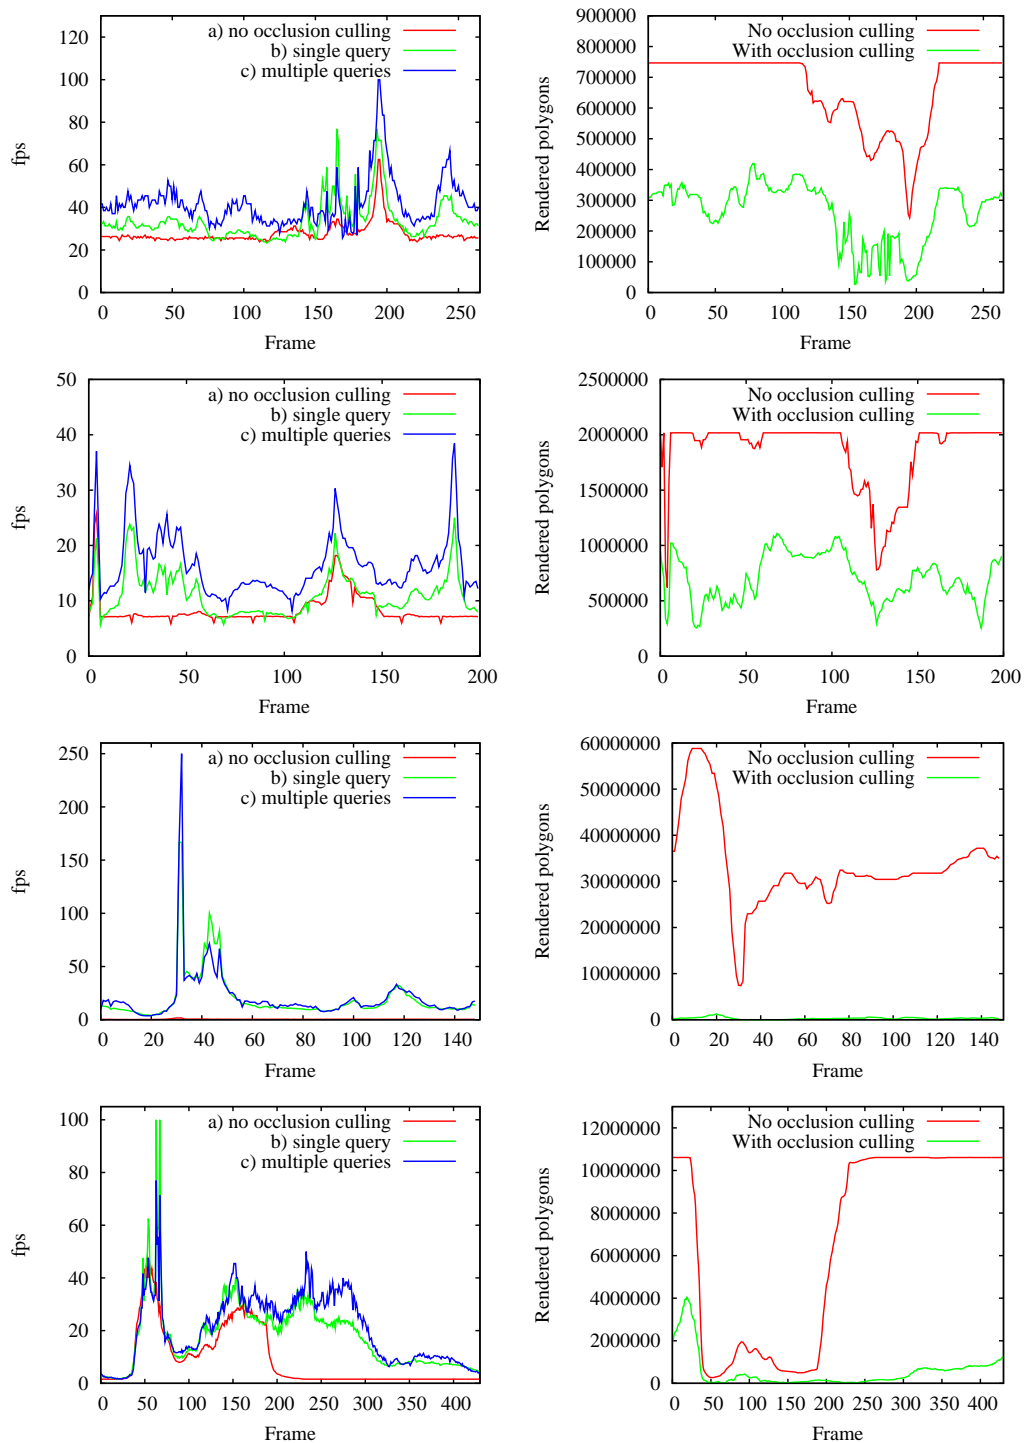 a) no occlusion culling
b) single query
c) multiple queries
120
100
80
60
40
20
0
fps
0 50 100 150 200 250
Frame
No occlusion culling
With occlusion culling
900000
800000
700000
600000
500000
400000
300000
200000
100000
0
Rendered polygons
0 50 100 150 200 250
Frame
a) no occlusion culling
b) single query
c) multiple queries
50
40
30
20
10
0
fps
0 50 100 150 200
Frame
No occlusion culling
With occlusion culling
2500000
2000000
1500000
1000000
500000
0
Rendered polygons
0 50 100 150 200
Frame
a) no occlusion culling
b) single query
c) multiple queries
250
200
150
100
50
0
fps
0 20 40 60 80 100 120 140
Frame
No occlusion culling
With occlusion culling
60000000
50000000
40000000
30000000
20000000
10000000
0
Rendered polygons
0 20 40 60 80 100 120 140
Frame
a) no occlusion culling
b) single query
c) multiple queries
100
80
60
40
20
0
fps
0 50 100 150 200 250 300 350 400
Frame
No occlusion culling
With occlusion culling
12000000
10000000
8000000
6000000
4000000
2000000
0
Rendered polygons
0 50 100 150 200 250 300 350 400
Frame